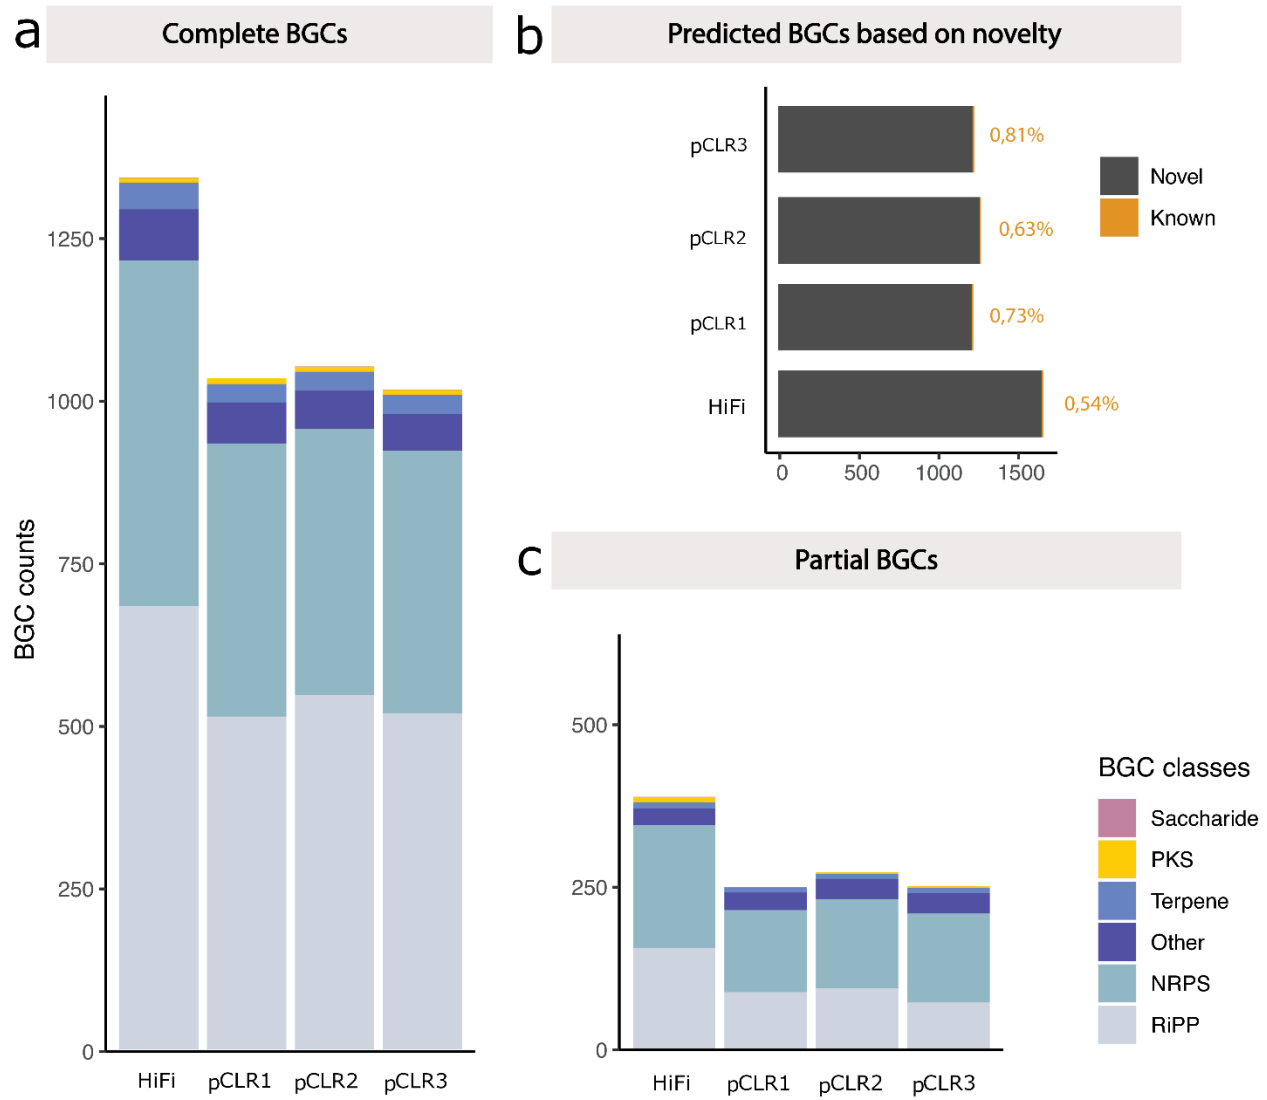 a
Complete BGCs
BGC counts
1250
1000
750
500
250
0
HiFi pCLR1 pCLR2 pCLR3
b
Predicted BGCs based on novelty
pCLR3 0,81%
pCLR2 0,63%
pCLR1 0,73%
HiFi 0,54%
0 500 1000 1500
Novel
Known
c
Partial BGCs
500
250
0
HiFi pCLR1 pCLR2 pCLR3
BGC classes
Saccharide
PKS
Terpene
Other
NRPS
RiPP